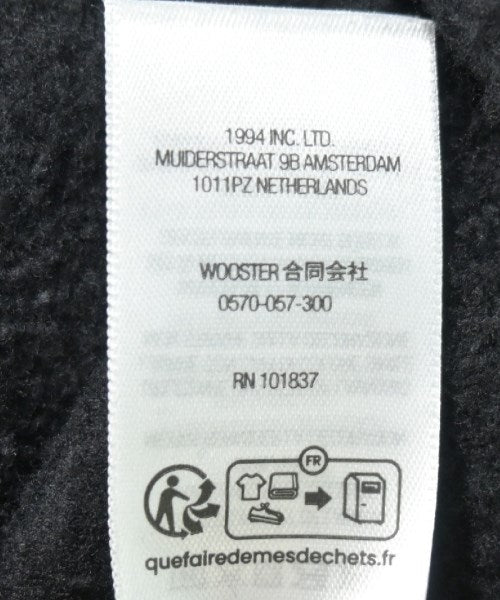 1994 INC. LTD.
MUIDERSTRAAT 9B AMSTERDAM
1011PZ NETHERLANDS
WOOSTER 合同会社
0570-057-300
RN 101837
FR
quefairedemesdechets.fr